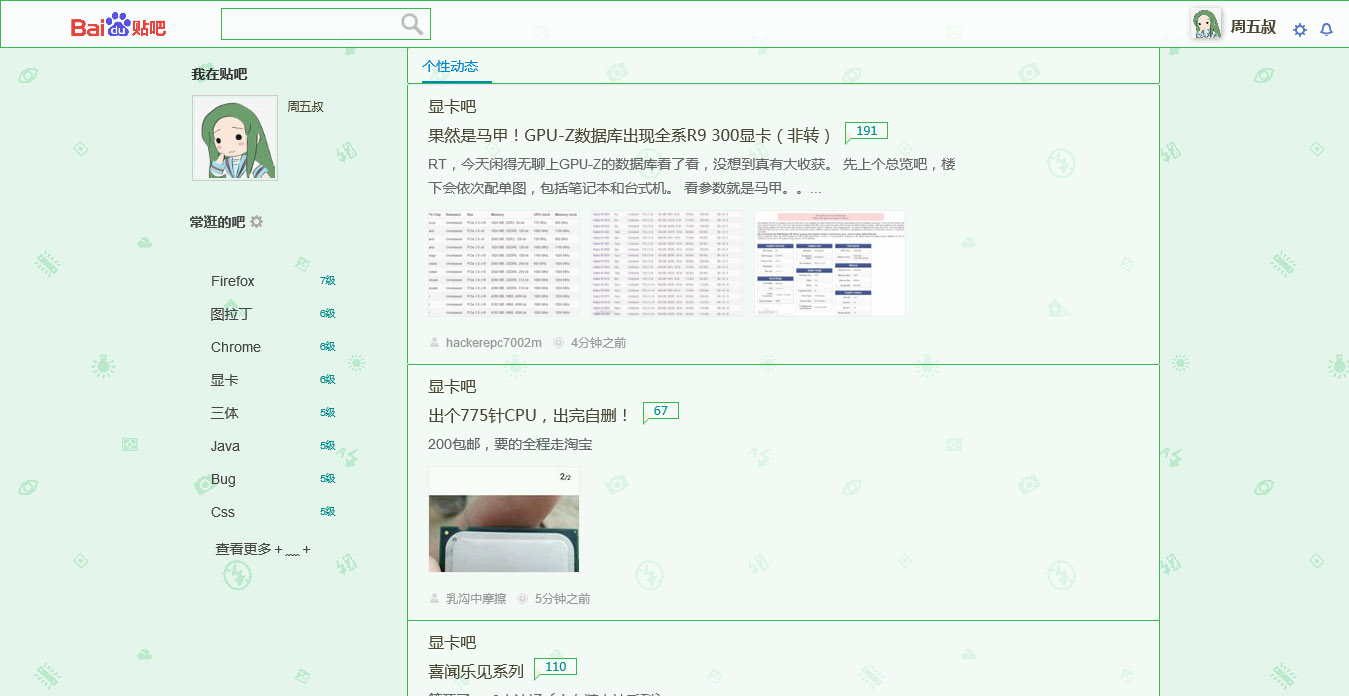 Bai du 贴吧
周五叔
我在贴吧
周五叔
常逛的吧
Firefox 7级
图拉丁 6级
Chrome 6级
显卡 6级
三体 5级
Java 5级
Bug 5级
Css 5级
查看更多+﹏+
个性动态
显卡吧
果然是马甲！GPU-Z数据库出现全系R9 300显卡（非转） 191
RT，今天闲得无聊上GPU-Z的数据库看了看，没想到真有大收获。 先上个总览吧，楼
下会依次配单图，包括笔记本和台式机。 看参数就是马甲。。...
hackerepc7002m 4分钟之前
显卡吧
出个775针CPU，出完自删！ 67
200包邮，要的全程走淘宝
2/2
乳沟中摩擦 5分钟之前
显卡吧
喜闻乐见系列 110